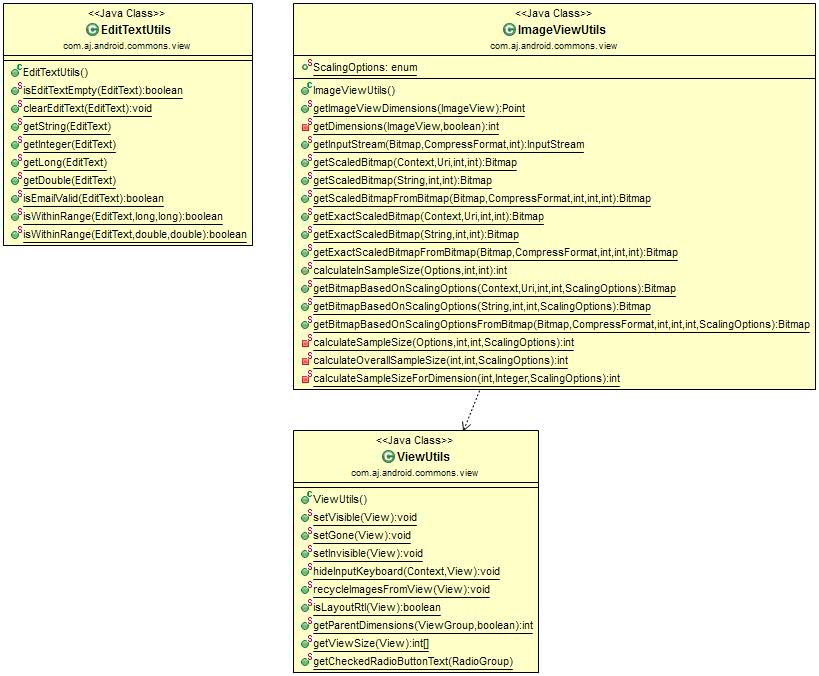 <<Java Class>>
EditTextUtils
com.aj.android.commons.view
EditTextUtils()
isEditTextEmpty(EditText):boolean
clearEditText(EditText):void
getString(EditText)
getInteger(EditText)
getLong(EditText)
getDouble(EditText)
isEmailValid(EditText):boolean
isWithinRange(EditText,long,long):boolean
isWithinRange(EditText,double,double):boolean
<<Java Class>>
ImageViewUtils
com.aj.android.commons.view
ScalingOptions: enum
ImageViewUtils()
getImageViewDimensions(ImageView):Point
getDimensions(ImageView,boolean):int
getInputStream(Bitmap,CompressFormat,int):InputStream
getScaledBitmap(Context,Uri,int,int):Bitmap
getScaledBitmap(String,int,int):Bitmap
getScaledBitmapFromBitmap(Bitmap,CompressFormat,int,int,int):Bitmap
getExactScaledBitmap(Context,Uri,int,int):Bitmap
getExactScaledBitmap(String,int,int):Bitmap
getExactScaledBitmapFromBitmap(Bitmap,CompressFormat,int,int,int):Bitmap
calculateInSampleSize(Options,int,int):int
getBitmapBasedOnScalingOptions(Context,Uri,int,int,ScalingOptions):Bitmap
getBitmapBasedOnScalingOptions(String,int,int,ScalingOptions):Bitmap
getBitmapBasedOnScalingOptionsFromBitmap(Bitmap,CompressFormat,int,int,int,ScalingOptions):Bitmap
calculateSampleSize(Options,int,int,ScalingOptions):int
calculateOverallSampleSize(int,int,ScalingOptions):int
calculateSampleSizeForDimension(int,Integer,ScalingOptions):int
<<Java Class>>
ViewUtils
com.aj.android.commons.view
ViewUtils()
setVisible(View):void
setGone(View):void
setInvisible(View):void
hideInputKeyboard(Context,View):void
recycleImagesFromView(View):void
isLayoutRtl(View):boolean
getParentDimensions(ViewGroup,boolean):int
getViewSize(View):int[]
getCheckedRadioButtonText(RadioGroup)